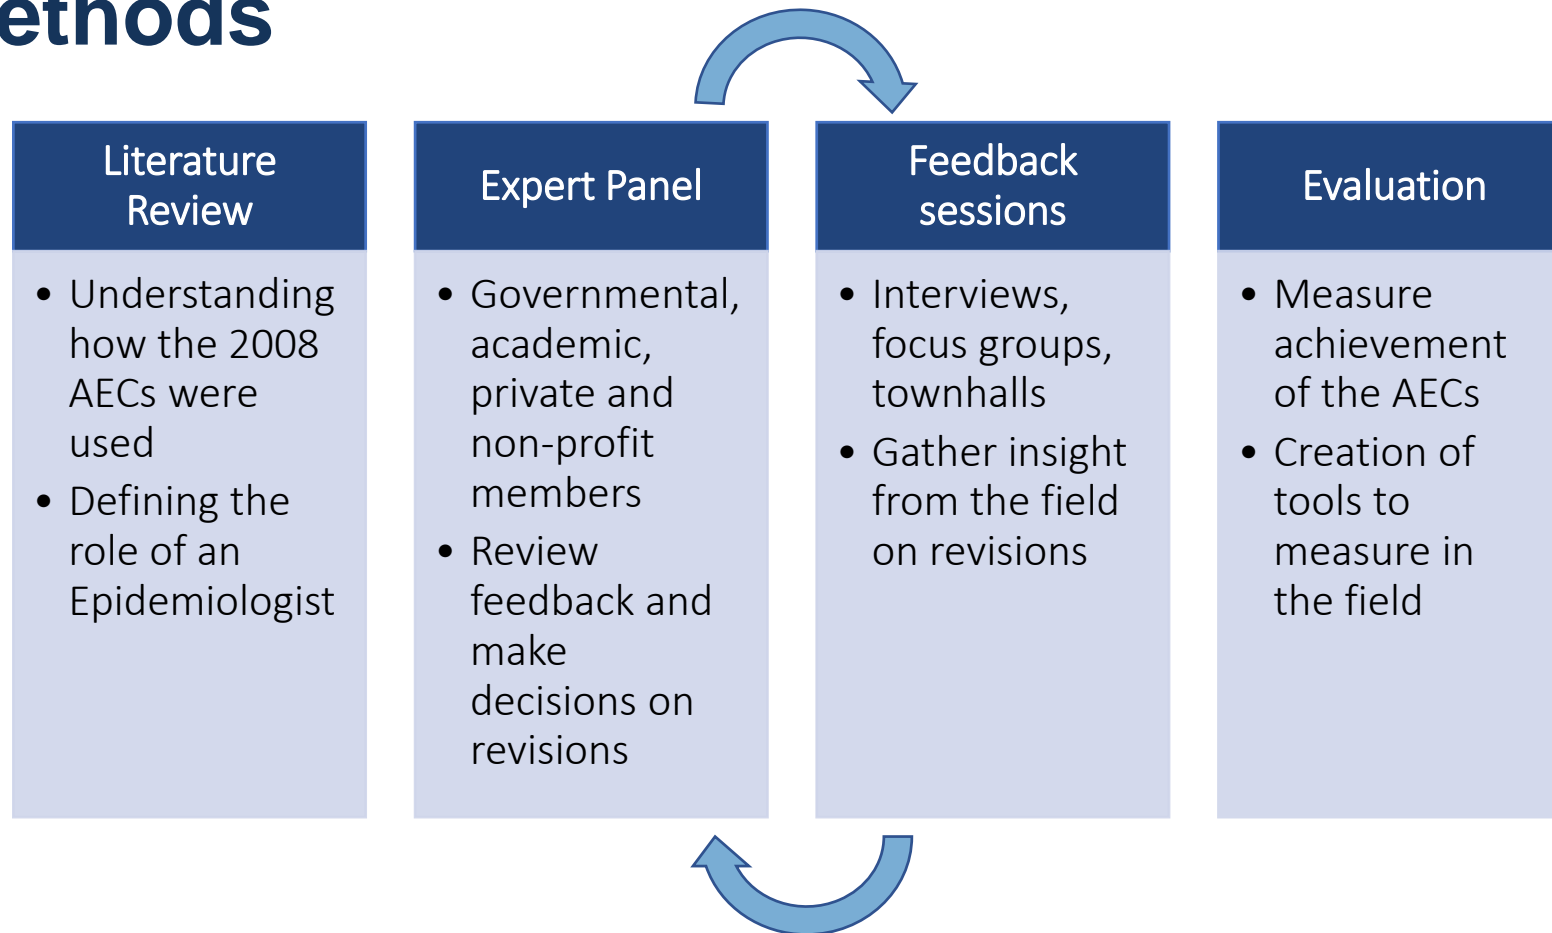 ethods
Literature
Review
• Understanding
how the 2008
AECs were
used
• Defining the
role of an
Epidemiologist
Expert Panel
• Governmental,
academic,
private and
non-profit
members
• Review
feedback and
make
decisions on
revisions
Feedback
sessions
• Interviews,
focus groups,
townhalls
• Gather insight
from the field
on revisions
Evaluation
• Measure
achievement
of the AECs
• Creation of
tools to
measure in
the field